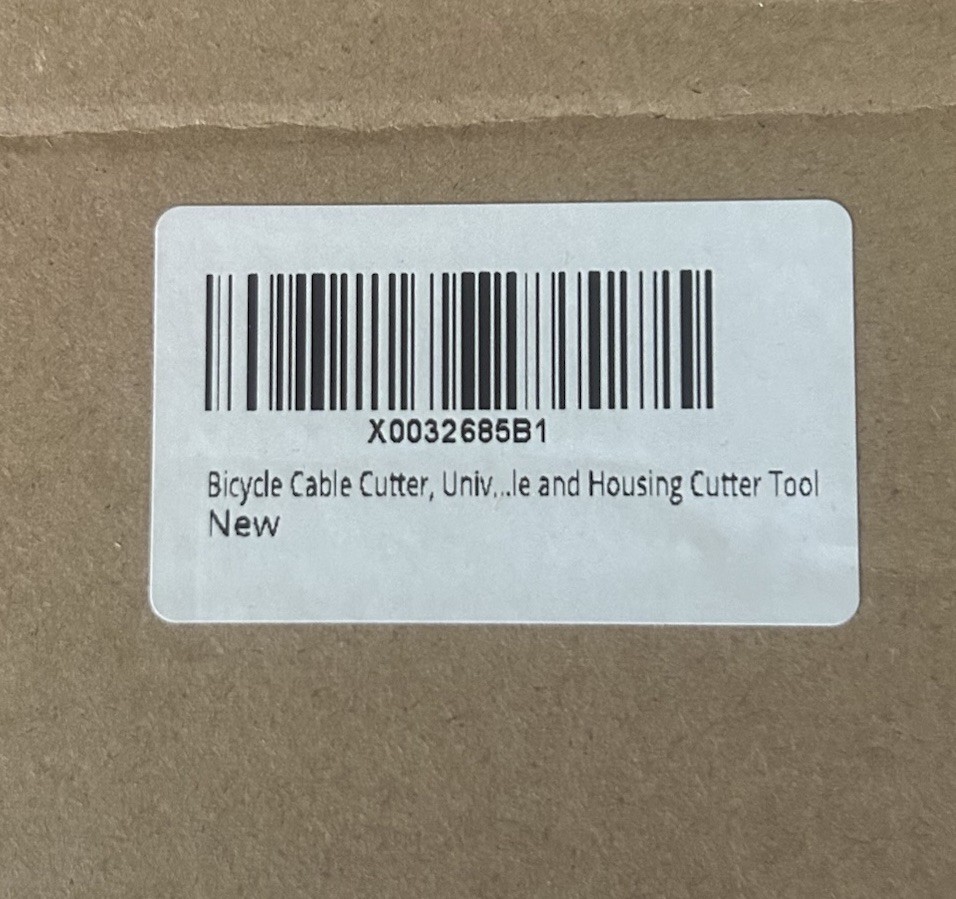 X0032685B1
Bicycle Cable Cutter, Univ...le and Housing Cutter Tool
New